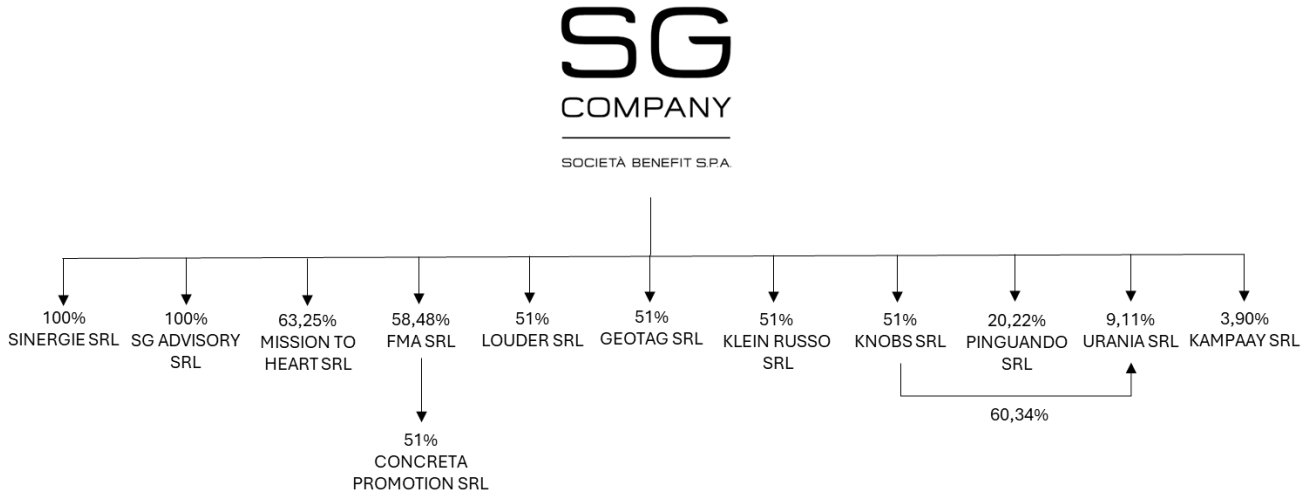 SG
COMPANY
SOCIETÀ BENEFIT S.P.A.
100%
SINERGIE SRL
100%
SG ADVISORY
SRL
63,25%
MISSION TO
HEART SRL
58,48%
FMA SRL
51%
LOUDER SRL
51%
GEOTAG SRL
51%
KLEIN RUSSO
SRL
51%
KNOBS SRL
20,22%
PINGUANDO
SRL
9,11%
URANIA SRL
3,90%
KAMPAAY SRL
60,34%
51%
CONCRETA
PROMOTION SRL